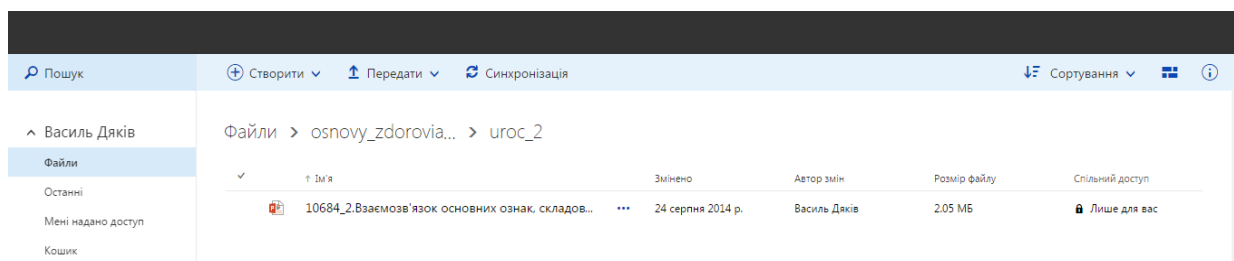 Пошук
Створити
Передати
Синхронізація
Сортування
Василь Дяків
Файли
Останні
Мені надано доступ
Кошик
Файли > osnovy_zdorovia... > uroc_2
Ім'я Змінено Автор змін Розмір файлу Спільний доступ
10684_2.Взаємозв'язок основних ознак, складов... ... 24 серпня 2014 р. Василь Дяків 2.05 МБ Лише для вас